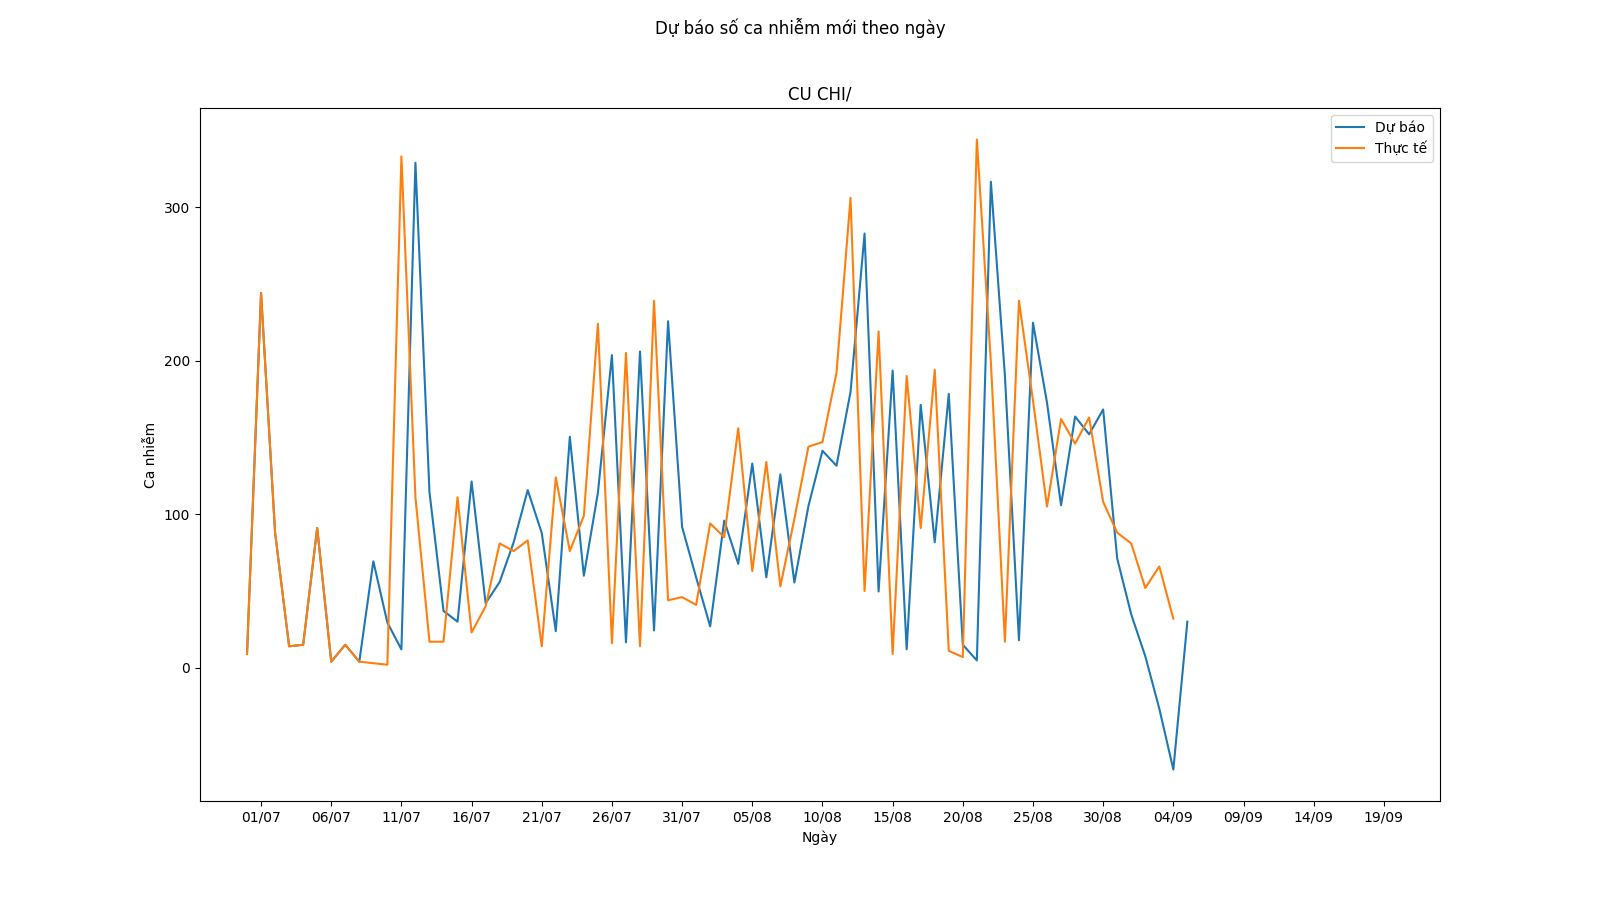 Dự báo số ca nhiễm mới theo ngày
CU CHI/
Dự báo
Thực tế
300
200
100
0
Ca nhiễm
01/07 06/07 11/07 16/07 21/07 26/07 31/07 05/08 10/08 15/08 20/08 25/08 30/08 04/09 09/09 14/09 19/09
Ngày